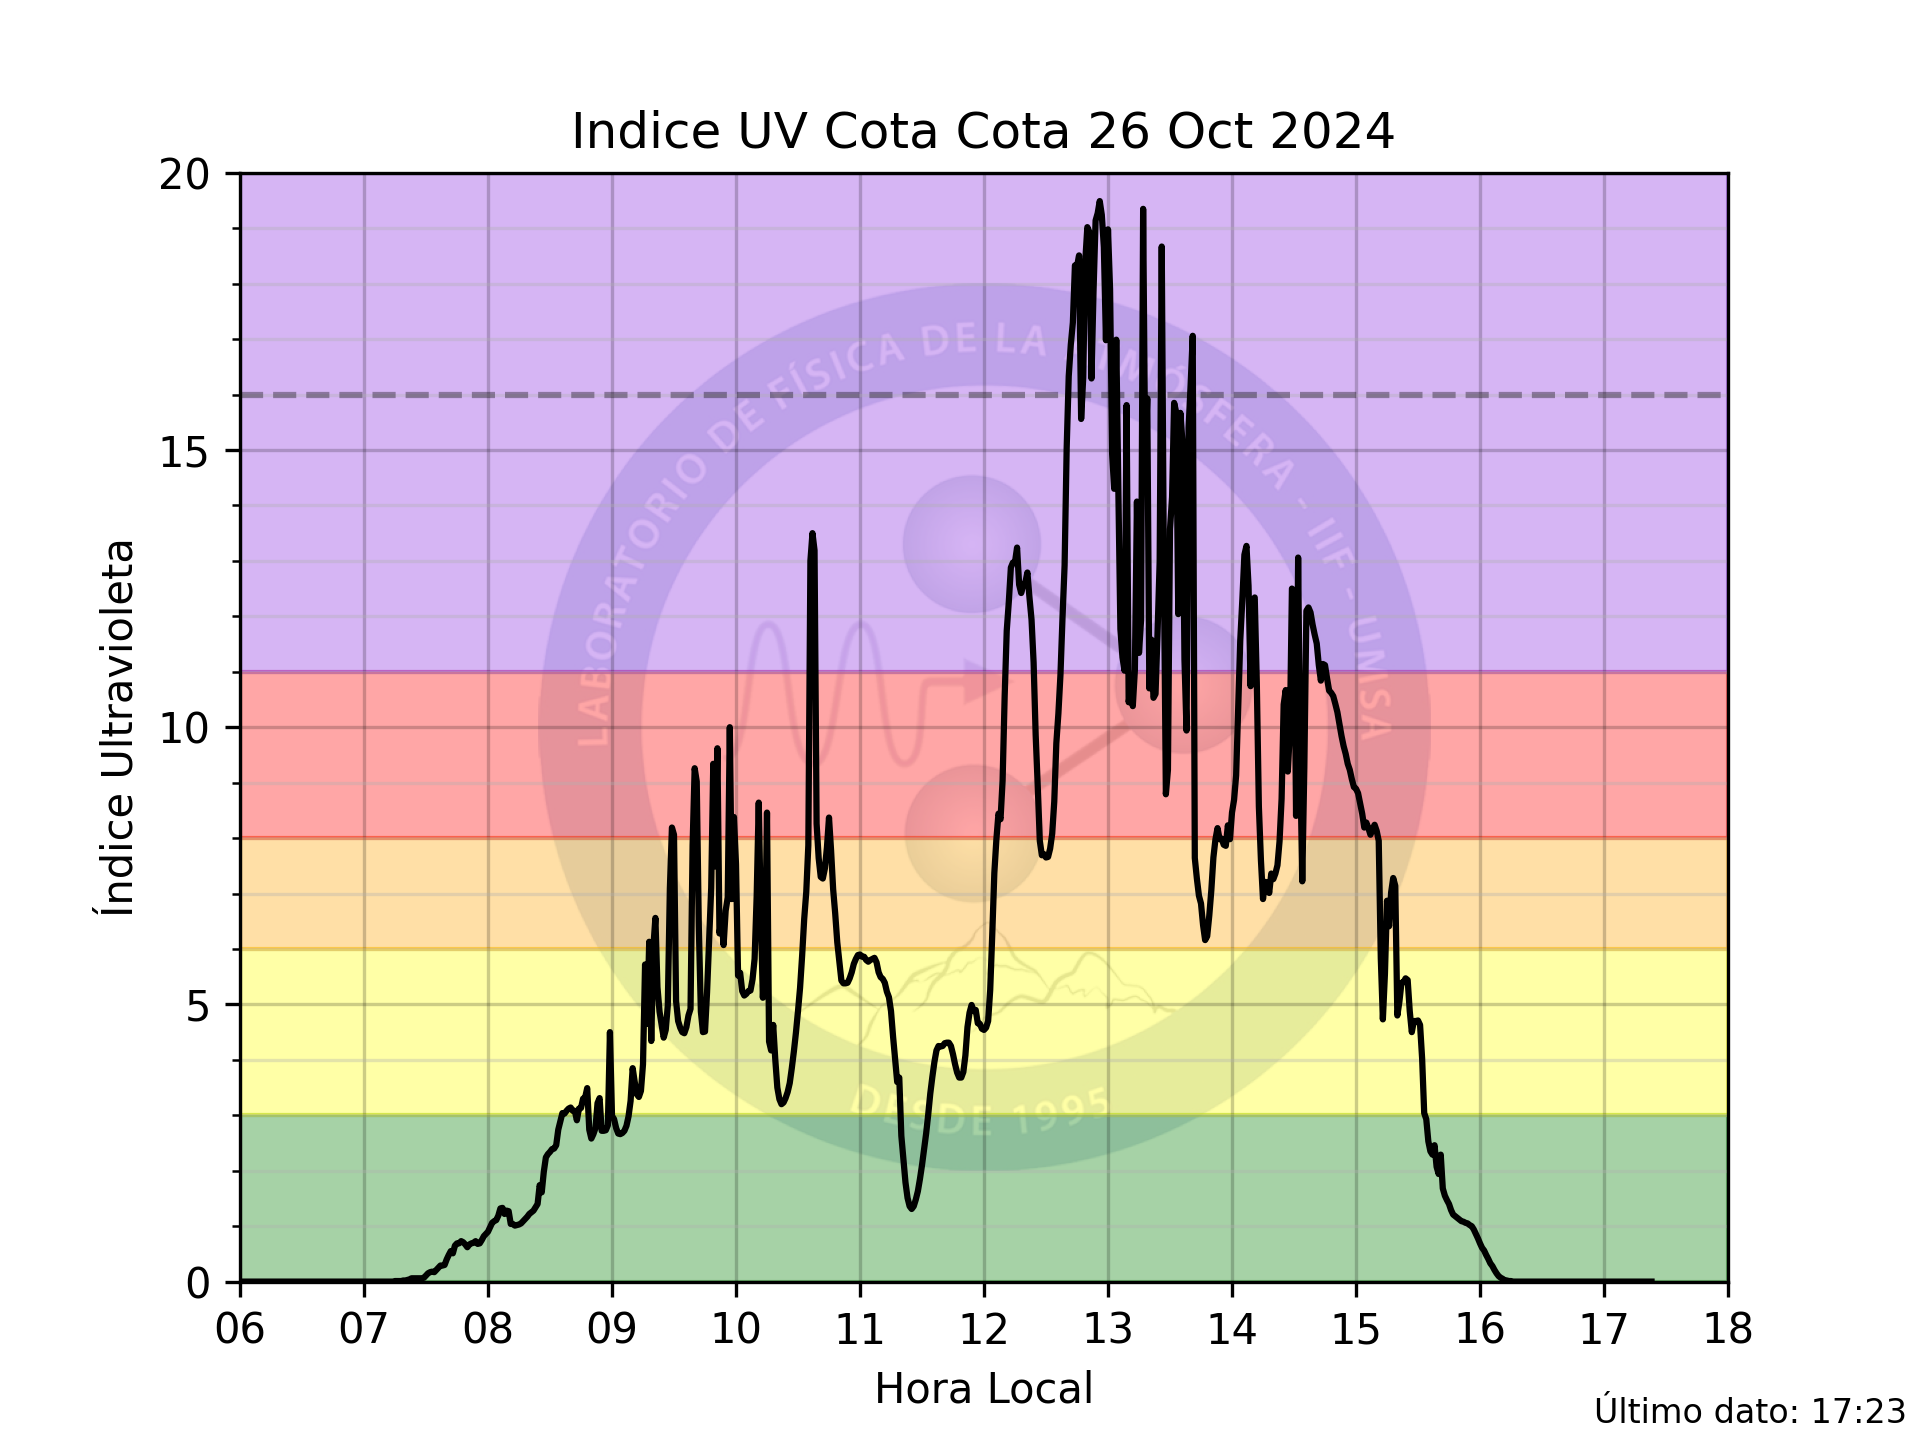 Indice UV Cota Cota 26 Oct 2024
20
15
10
5
0
Índice Ultravioleta
LABORATORIO DE FÍSICA DE LA ATMÓSFERA - IIF - UMSA
DESDE 1995
06 07 08 09 10 11 12 13 14 15 16 17 18
Hora Local
Último dato: 17:23